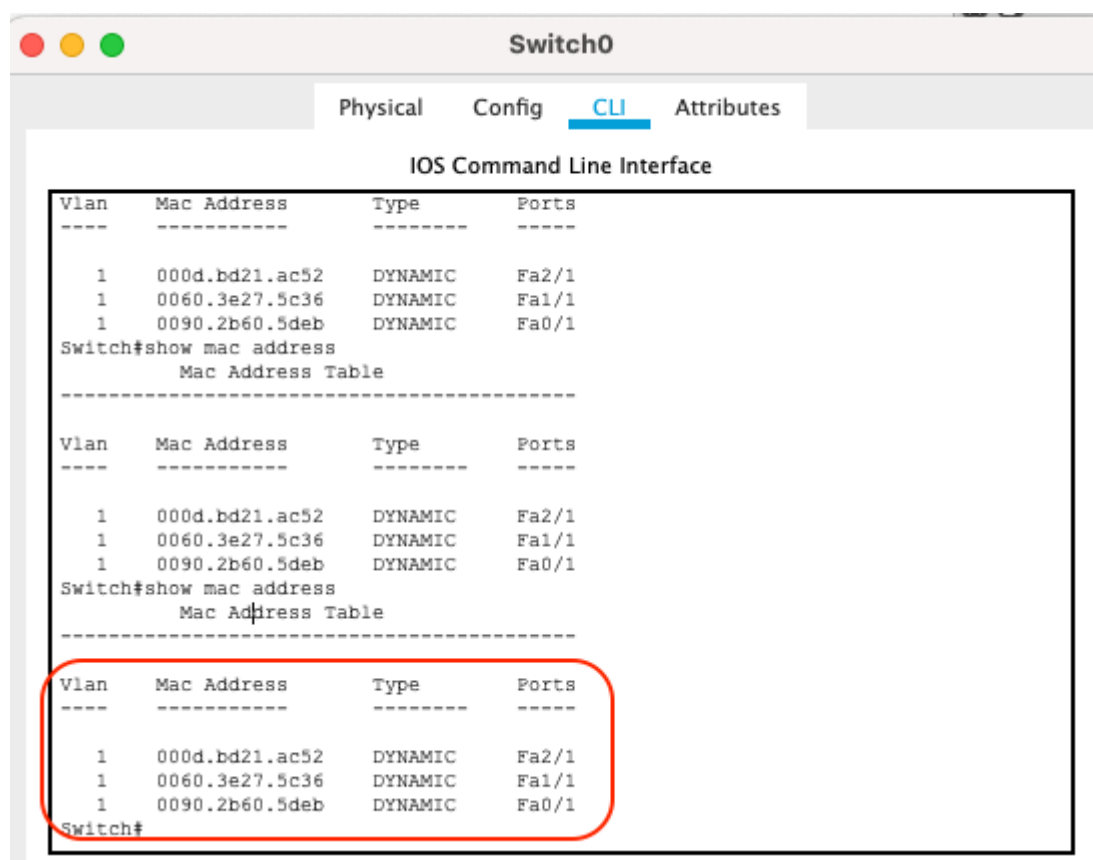 Switch0
Physical Config CLI Attributes
IOS Command Line Interface
Vlan Mac Address Type Ports
---- ----------- -------- -----
1 000d.bd21.ac52 DYNAMIC Fa2/1
1 0060.3e27.5c36 DYNAMIC Fa1/1
1 0090.2b60.5deb DYNAMIC Fa0/1
Switch#show mac address
Mac Address Table
-------------------------------------------
Vlan Mac Address Type Ports
---- ----------- -------- -----
1 000d.bd21.ac52 DYNAMIC Fa2/1
1 0060.3e27.5c36 DYNAMIC Fa1/1
1 0090.2b60.5deb DYNAMIC Fa0/1
Switch#show mac address
Mac Address Table
-------------------------------------------
Vlan Mac Address Type Ports
---- ----------- -------- -----
1 000d.bd21.ac52 DYNAMIC Fa2/1
1 0060.3e27.5c36 DYNAMIC Fa1/1
1 0090.2b60.5deb DYNAMIC Fa0/1
Switch#